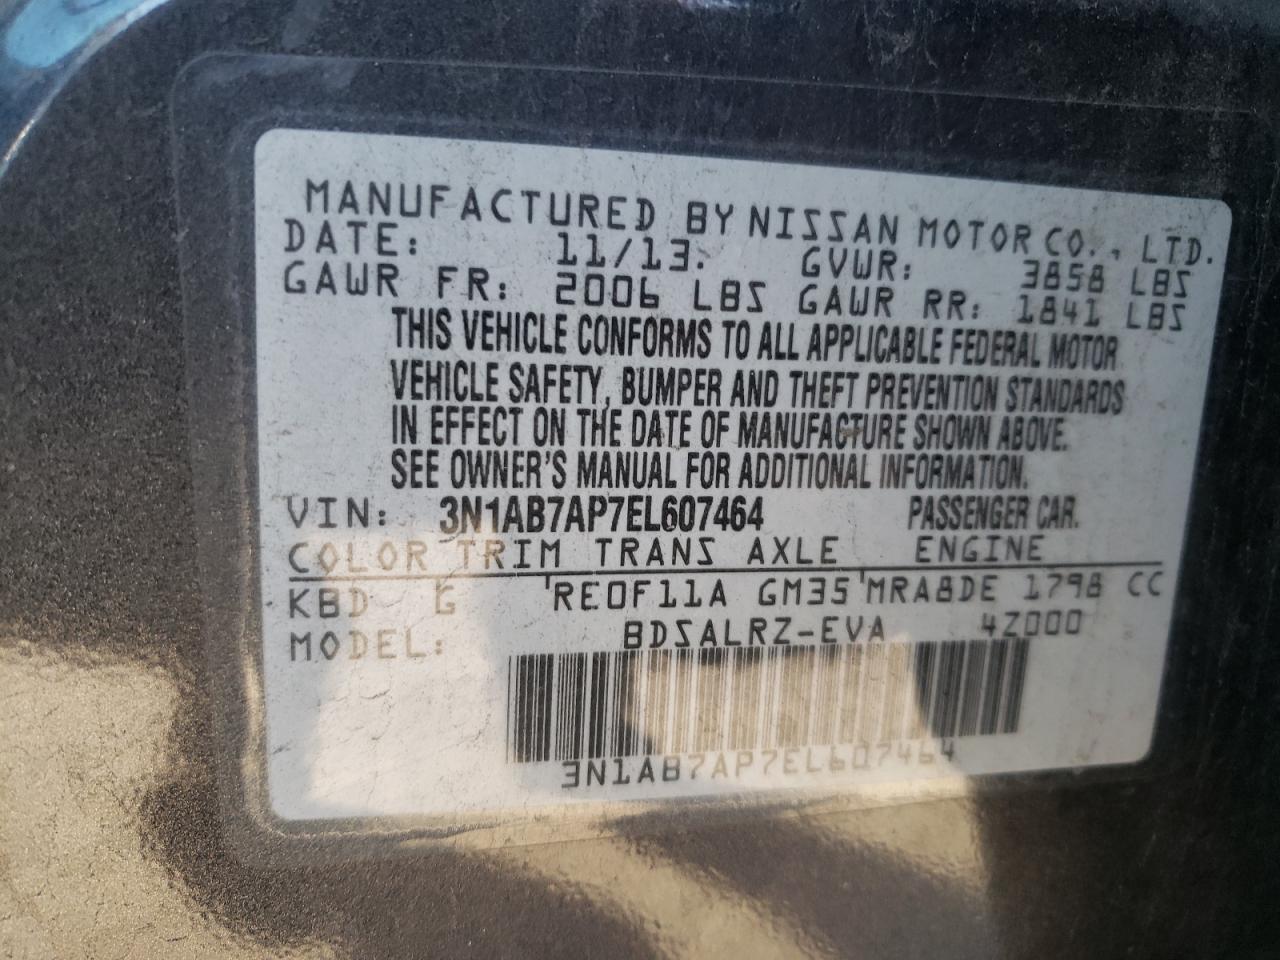 MANUFACTURED BY NISSAN MOTOR CO., LTD.
DATE: 11/13. GVWR: 3858 LBS
GAWR FR: 2006 LBS GAWR RR: 1841 LBS
THIS VEHICLE CONFORMS TO ALL APPLICABLE FEDERAL MOTOR
VEHICLE SAFETY, BUMPER AND THEFT PREVENTION STANDARDS
IN EFFECT ON THE DATE OF MANUFACTURE SHOWN ABOVE.
SEE OWNER'S MANUAL FOR ADDITIONAL INFORMATION.
VIN: 3N1AB7AP7EL607464 PASSENGER CAR.
COLOR TRIM TRANS AXLE ENGINE
KBD G RE0F11A GM35 MRA8DE 1798 CC
MODEL: BDSALRZ-EVA 4Z000
3N1AB7AP7EL607464